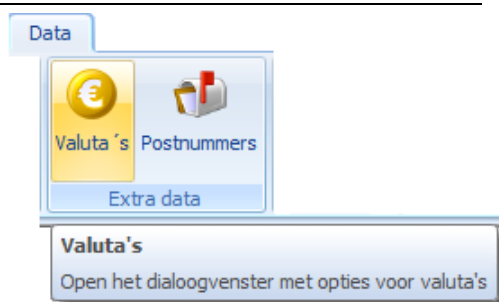 Data
€
Valuta ´s Postnummers
Extra data
Valuta's
Open het dialoogvenster met opties voor valuta's